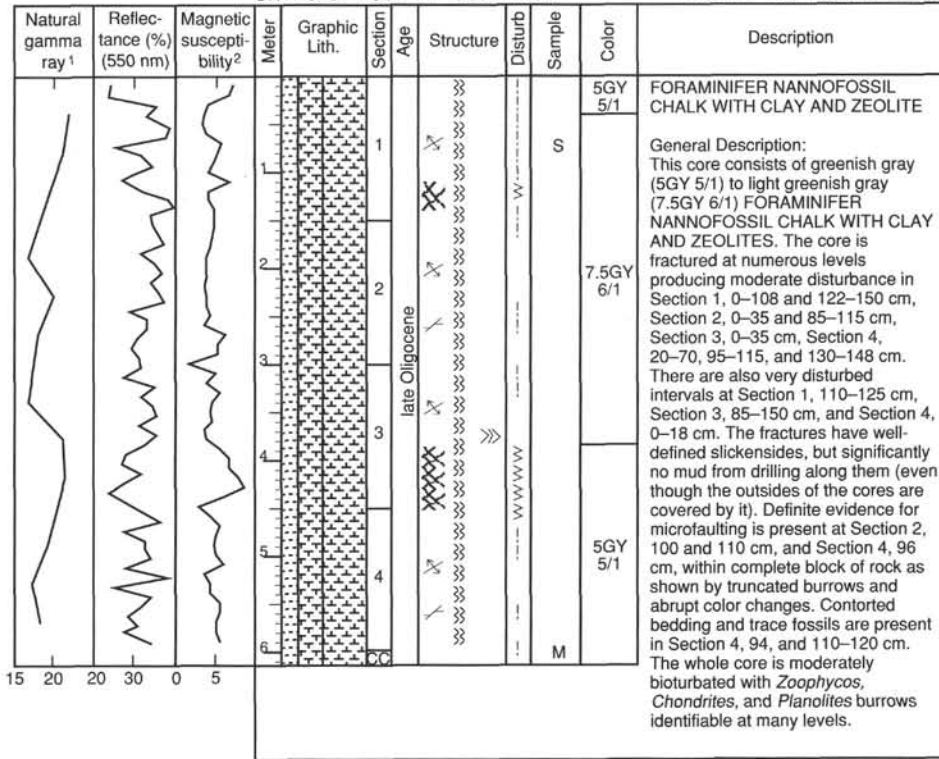 Natural
gamma
ray 1
Reflec-
tance (%)
(550 nm)
Magnetic
suscepti-
bility 2
Meter
Graphic
Lith.
Section
Age
Structure
Disturb
Sample
Color
Description
1
2
3
4
5
6
1
2
3
4
CC
late Oligocene
S
M
5GY
5/1
7.5GY
6/1
5GY
5/1
FORAMINIFER NANNOFOSSIL
CHALK WITH CLAY AND ZEOLITE
General Description:
This core consists of greenish gray
(5GY 5/1) to light greenish gray
(7.5GY 6/1) FORAMINIFER
NANNOFOSSIL CHALK WITH CLAY
AND ZEOLITES. The core is
fractured at numerous levels
producing moderate disturbance in
Section 1, 0–108 and 122–150 cm,
Section 2, 0–35 and 85–115 cm,
Section 3, 0–35 cm, Section 4,
20–70, 95–115, and 130–148 cm.
There are also very disturbed
intervals at Section 1, 110–125 cm,
Section 3, 85–150 cm, and Section 4,
0–18 cm. The fractures have well-
defined slickensides, but significantly
no mud from drilling along them (even
though the outsides of the cores are
covered by it). Definite evidence for
microfaulting is present at Section 2,
100 and 110 cm, and Section 4, 96
cm, within complete block of rock as
shown by truncated burrows and
abrupt color changes. Contorted
bedding and trace fossils are present
in Section 4, 94, and 110–120 cm.
The whole core is moderately
bioturbated with Zoophycos,
Chondrites, and Planolites burrows
identifiable at many levels.
15 20 20 30 0 5